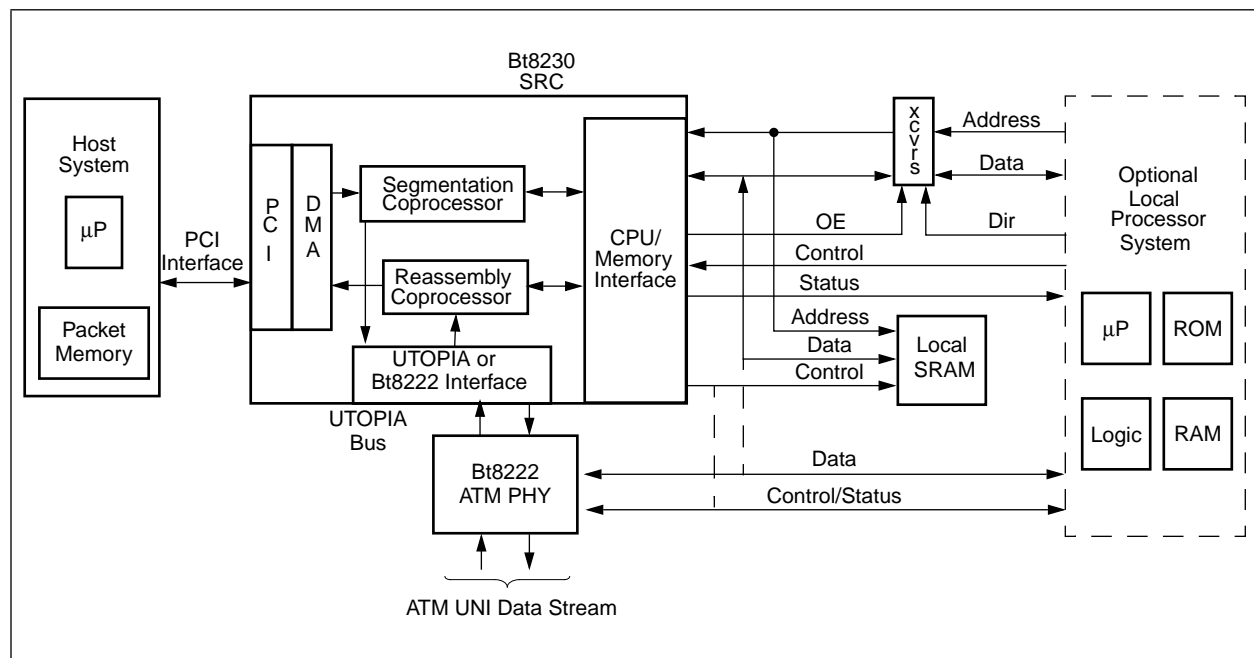 Bt8230
SRC
Host
System
µP
Packet
Memory
PCI
Interface
P
C
I
D
M
A
Segmentation
Coprocessor
Reassembly
Coprocessor
UTOPIA or
Bt8222 Interface
CPU/
Memory
Interface
UTOPIA
Bus
Bt8222
ATM PHY
ATM UNI Data Stream
xcvrs
Address
Data
OE
Dir
Control
Status
Address
Data
Control
Local
SRAM
Data
Control/Status
Optional
Local
Processor
System
µP
ROM
Logic
RAM